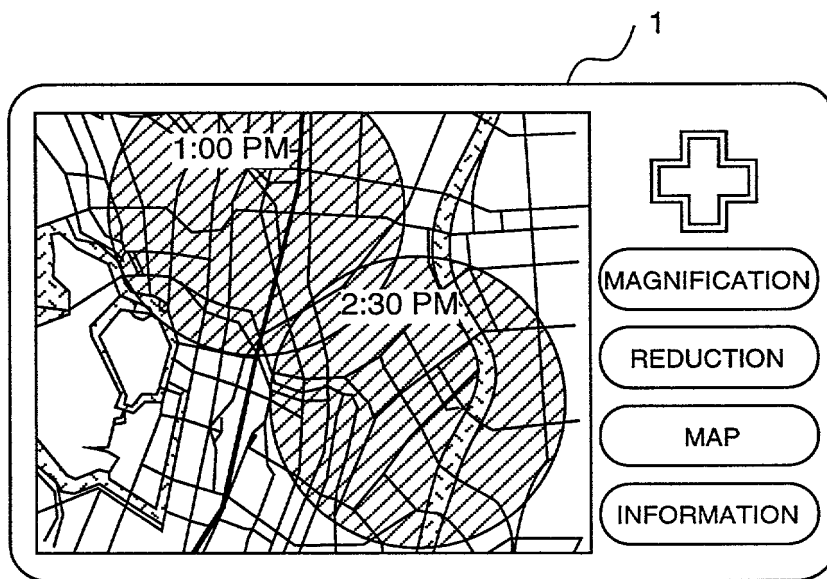 1
1:00 PM
2:30 PM
MAGNIFICATION
REDUCTION
MAP
INFORMATION